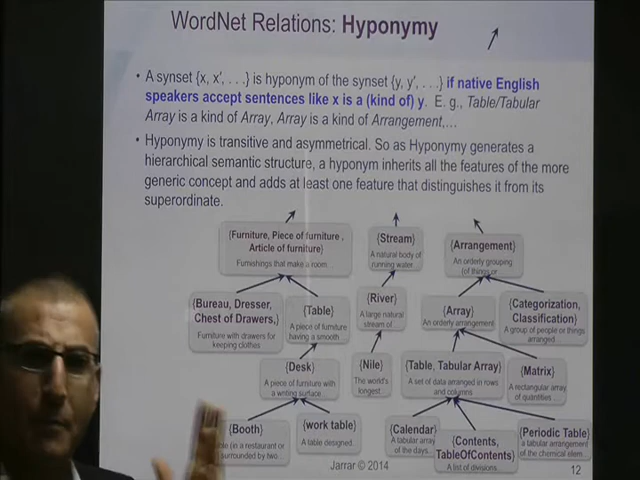 WordNet Relations: Hyponymy
• A synset {x, x′, . . .} is hyponym of the synset {y, y′, . . .} if native English
speakers accept sentences like x is a (kind of) y. E. g., Table/Tabular
Array is a kind of Array, Array is a kind of Arrangement,...
• Hyponymy is transitive and asymmetrical. So as Hyponymy generates a
hierarchical semantic structure, a hyponym inherits all the features of the more
generic concept and adds at least one feature that distinguishes it from its
superordinate.
{Furniture, Piece of furniture ,
Article of furniture}
Furnishings that make a room...
{Stream}
A natural body of
running water
{Arrangement}
An orderly grouping
(of things or
{Bureau, Dresser,
Chest of Drawers,}
Furniture with drawers for
keeping clothes
{Table}
A piece of furniture
having a smooth
{River}
A large natural
stream of
{Array}
An orderly arrangement
{Categorization,
Classification}
A group of people or things
arranged
{Desk}
A piece of furniture with
a writing surface
{Nile}
The world's
longest
{Table, Tabular Array}
A set of data arranged in rows
and columns
{Matrix}
A rectangular array
of quantities
{Booth}
(in a restaurant or
surrounded by two
{work table}
A table designed
{Calendar}
A tabular array
of the days
{Contents,
TableOfContents}
A list of divisions
{Periodic Table}
a tabular arrangement
of the chemical elem
Jarrar © 2014
12